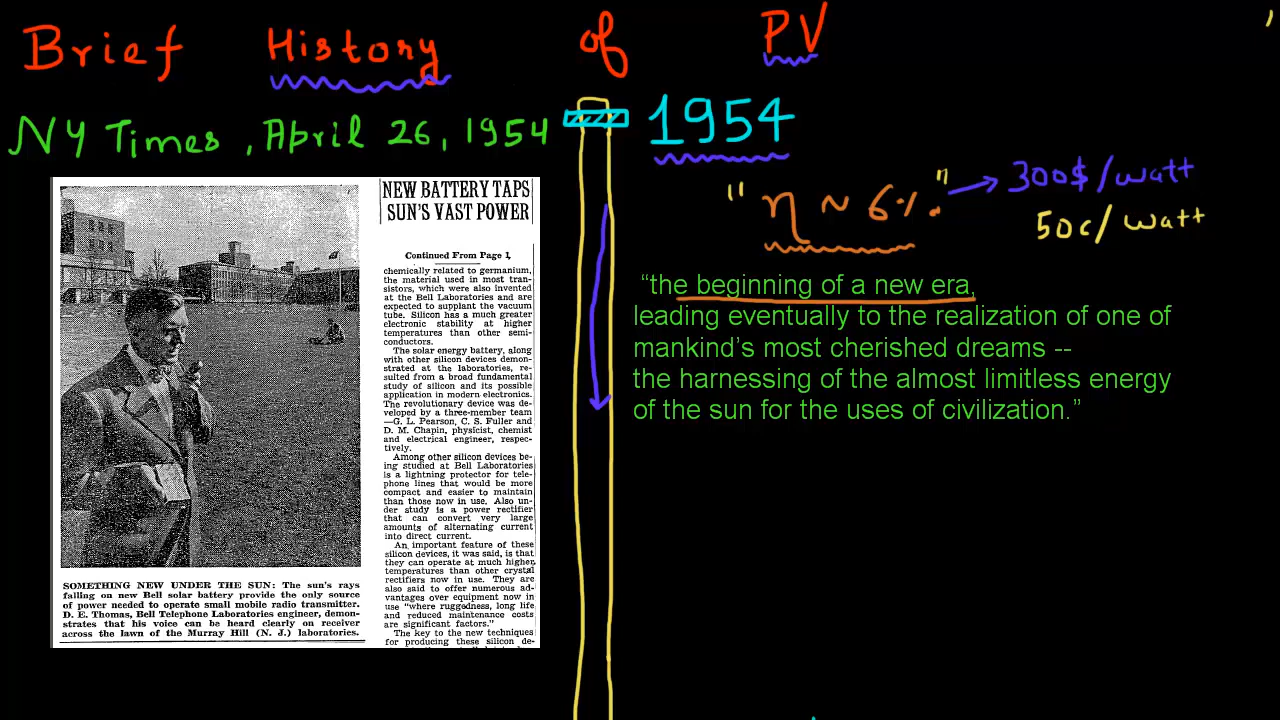 Brief History of PV
NY Times, April 26, 1954
1954
"η ~ 6%." → 300$/watt
50c/watt
“the beginning of a new era,
leading eventually to the realization of one of
mankind’s most cherished dreams --
the harnessing of the almost limitless energy
of the sun for the uses of civilization.”
NEW BATTERY TAPS
SUN'S VAST POWER
Continued From Page 1,
chemically related to germanium,
the material used in most tran-
sistors, which were also invented
at the Bell Laboratories and are
expected to supplant the vacuum
tube. Silicon has a much greater
electronic stability at higher
temperatures than other semi-
conductors.
The solar energy battery, along
with other silicon devices demon-
strated at the laboratories, re-
sulted from a broad fundamental
study of silicon and its possible
application in modern electronics.
The revolutionary device was de-
veloped by a three-member team
—G. L. Pearson, C. S. Fuller and
D. M. Chapin, physicist, chemist
and electrical engineer, respec-
tively.
Among other silicon devices be-
ing studied at Bell Laboratories
is a lightning protector for tele-
phone lines that would be more
compact and easier to maintain
than those now in use. Also un-
der study is a power rectifier
that can convert very large
amounts of alternating current
into direct current.
An important feature of these
silicon devices, it was said, is that
they can operate at much higher
temperatures than other crystal
rectifiers now in use. They are
also said to offer numerous ad-
vantages over equipment now in
use "where ruggedness, long life
and reduced maintenance costs
are significant factors."
The key to the new techniques
for producing these silicon de-
SOMETHING NEW UNDER THE SUN: The sun's rays
falling on new Bell solar battery provide the only source
of power needed to operate small mobile radio transmitter.
D. E. Thomas, Bell Telephone Laboratories engineer, demon-
strates that his voice can be heard clearly on receiver
across the lawn of the Murray Hill (N. J.) laboratories.